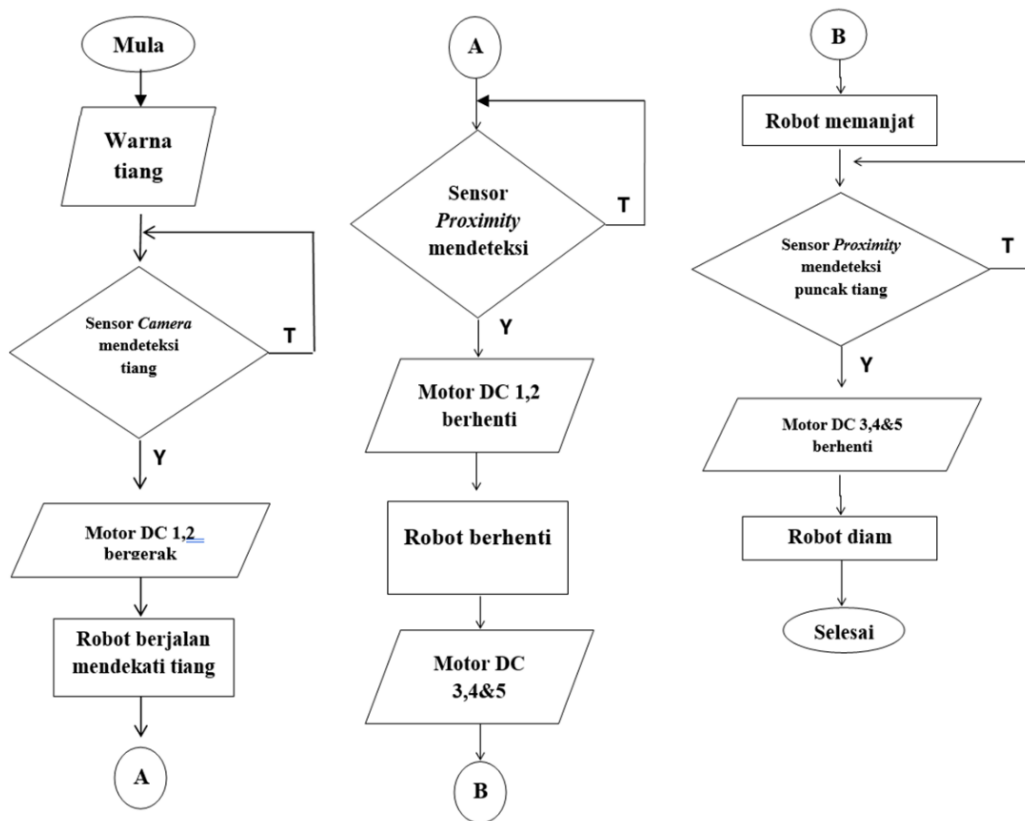 Mula
Warna
tiang
Sensor Camera
mendeteksi
tiang
T
Y
Motor DC 1,2
bergerak
Robot berjalan
mendekati tiang
A
A
Sensor
Proximity
mendeteksi
T
Y
Motor DC 1,2
berhenti
Robot berhenti
Motor DC
3,4&5
B
B
Robot memanjat
Sensor Proximity
mendeteksi
puncak tiang
T
Y
Motor DC 3,4&5
berhenti
Robot diam
Selesai